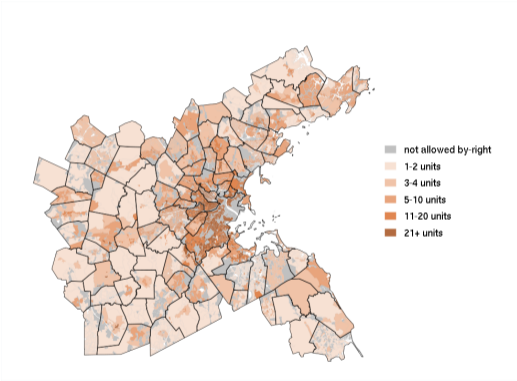 not allowed by-right
1-2 units
3-4 units
5-10 units
11-20 units
21+ units